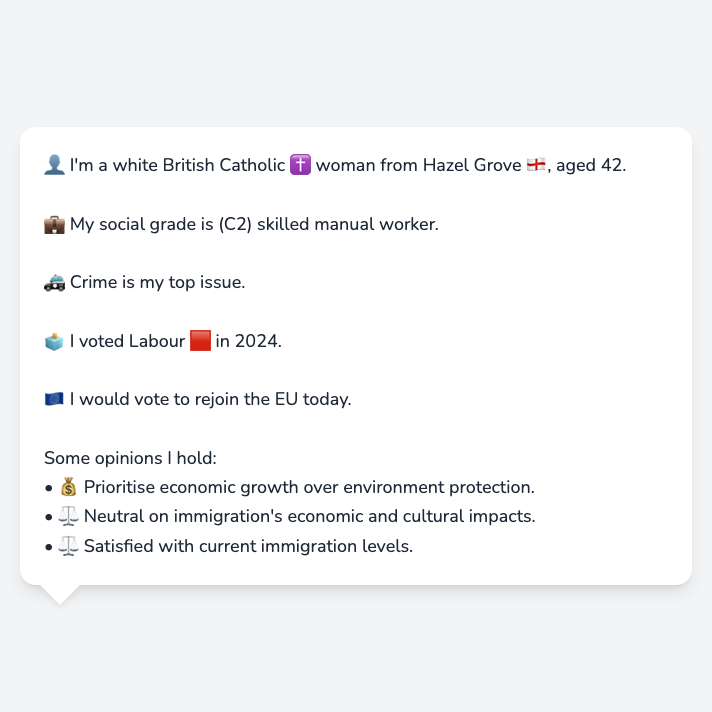 👤 I'm a white British Catholic ✝️ woman from Hazel Grove 🏴󠁧󠁢󠁥󠁮󠁧󠁿, aged 42.
💼 My social grade is (C2) skilled manual worker.
🚓 Crime is my top issue.
🗳️ I voted Labour 🟥 in 2024.
🇪🇺 I would vote to rejoin the EU today.
Some opinions I hold:
• 💰 Prioritise economic growth over environment protection.
• ⚖️ Neutral on immigration's economic and cultural impacts.
• ⚖️ Satisfied with current immigration levels.